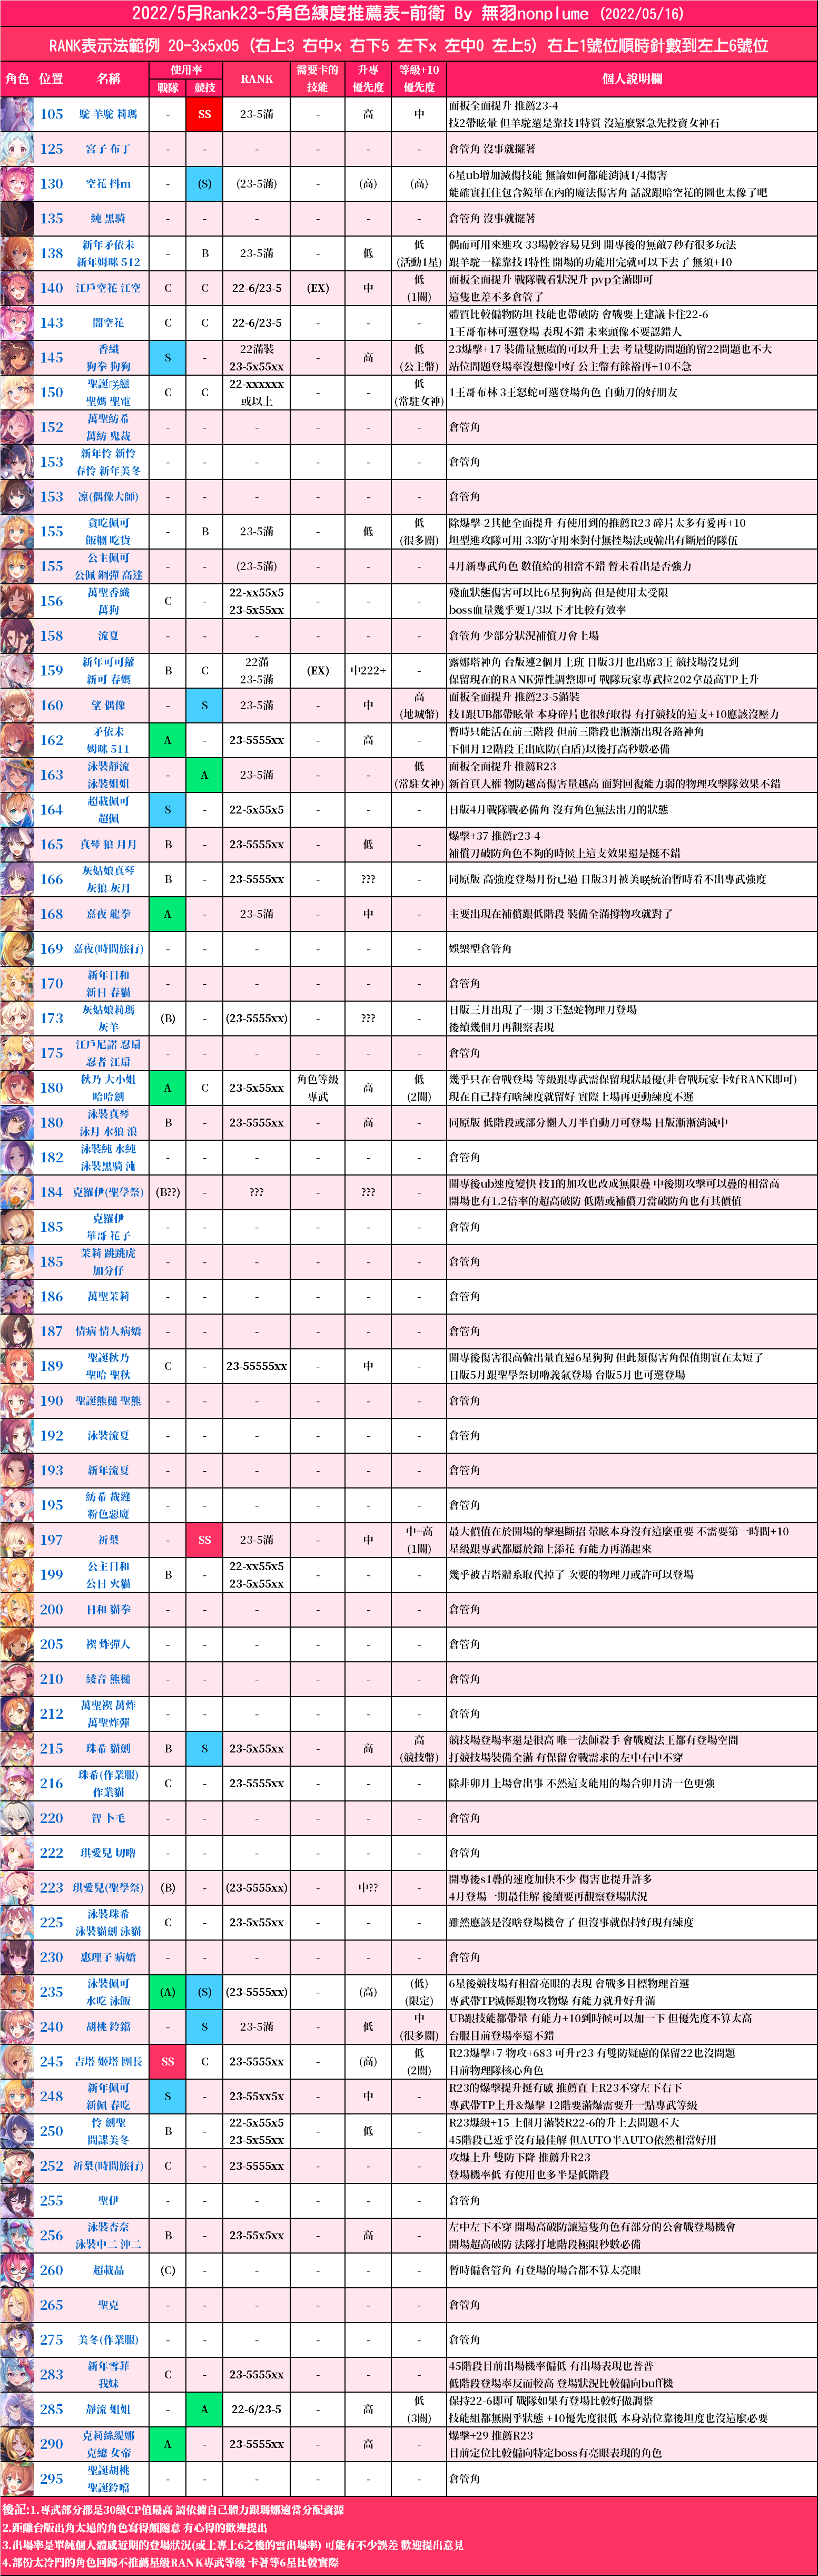 2022/5月Rank23-5角色練度推薦表-前衛 By 無羽nonplume (2022/05/16)
RANK表示法範例 20-3x5x05 (右上3 右中x 右下5 左下x 左中0 左上5) 右上1號位順時針數到左上6號位
角色 位置 名稱 使用率 戰隊 競技 RANK 需要卡的技能 升專優先度 等級+10優先度 個人說明欄
105 駝 羊駝 莉瑪 - SS 23-5滿 - 高 中 面板全面提升 推薦23-4
技2帶眩暈 但羊駝還是靠技1特質 沒這麼緊急先投資女神石
125 宮子 布丁 - - - - - - 倉管角 沒事就擺著
130 空花 抖m - (S) (23-5滿) - (高) (高) 6星ub增加減傷技能 無論如何都能消減1/4傷害
能確實扛住包含鏡華在內的魔法傷害角 話說跟暗空花的圖也太像了吧
135 純 黑騎 - - - - - - 倉管角 沒事就擺著
138 新年矛依未 新年姆咪 512 - B 23-5滿 - 低 低 (活動1星) 偶而可用來進攻 33場較容易見到 開專後的無敵7秒有很多玩法
跟羊駝一樣靠技1特性 開場的功能用完就可以下去了 無須+10
140 江戶空花 江空 C C 22-6/23-5 (EX) 中 低 (1圖) 面板全面提升 戰隊戰看狀況升 pvp全滿即可
這隻也差不多倉管了
143 闇空花 C C 22-6/23-5 - - - 體質比較偏物防坦 技能也帶破防 會戰要上建議卡住22-6
1王哥布林可選登場 表現不錯 未來頭像不要認錯人
145 香織 狗拳 狗狗 S - 22滿裝 23-5x55xx - 高 低 (公主幣) 23爆擊+17 裝備量無虞的可以升上去 考量雙防問題的留22問題也不大
站位問題登場率沒想像中好 公主幣有餘裕再+10不急
150 聖誕咲戀 聖媽 聖電 C C 22-xxxxxx 或以上 - - 低 (常駐女神) 1王哥布林 3王怒蛇可選登場角色 自動刀的好朋友
152 萬聖紡希 萬紡 鬼裁 - - - - - - 倉管角
153 新年怜 新怜 春怜 新年美冬 - - - - - - 倉管角
153 凛(偶像大師) - - - - - - 倉管角
155 貪吃佩可 飯糰 吃貨 - B 23-5滿 - 低 低 (很多圖) 除爆擊-2其他全面提升 有使用到的推薦R23 碎片太多有愛再+10
坦型進攻隊可用 33防守用來對付無控場法或輸出有斷層的隊伍
155 公主佩可 公佩 鋼彈 高達 - - (23-5滿) - - - 4月新專武角色 數值給的相當不錯 暫未看出是否強力
156 萬聖香織 萬狗 C - 22-xx55x5 23-5x55xx - - - 殘血狀態傷害可以比6星狗狗高 但是使用太受限
boss血量幾乎要1/3以下才比較有效率
158 流夏 - - - - - - 倉管角 少部分狀況補償刀會上場
159 新年可可蘿 新可 春媽 B C 22滿 23-5滿 (EX) 中222+ - 露娜塔神角 台版連2個月上班 日版3月也出席3王 競技場沒見到
保留現在的RANK彈性調整即可 戰隊玩家專武拉202拿最高TP上升
160 望 偶像 - S 23-5滿 - 中 高 (地城幣) 面板全面提升 推薦23-5滿裝
技1跟UB都帶眩暈 本身碎片也很好取得 有打競技的這支+10應該沒壓力
162 矛依未 姆咪 511 A - 23-5555xx - 高 - 暫時只能活在前三階段 但前三階段也漸漸出現各路神角
下個月12階段王出底防(白盾)以後打高秒數必備
163 泳裝靜流 泳裝姐姐 - A 23-5滿 - - 低 (常駐女神) 面板全面提升 推薦R23
新首頁人權 物防越高傷害量越高 面對回復能力弱的物理攻擊隊效果不錯
164 超載佩可 超佩 S - 22-5x55x5 - - - 日版4月戰隊戰必備角 沒有角色無法出刀的狀態
165 真琴 狼 月月 B - 23-5555xx - 低 - 爆擊+37 推薦r23-4
補償刀破防角色不夠的時候上這支效果還是挺不錯
166 灰姑娘真琴 灰狼 灰月 B - 23-5555xx - ??? - 同原版 高強度登場月份已過 日版3月被美咲統治暫時看不出專武強度
168 嘉夜 龍拳 A - 23-5滿 - 中 - 主要出現在補償跟低階段 裝備全滿撐物攻就對了
169 嘉夜(時間旅行) - - - - - - 娛樂型倉管角
170 新年日和 新日 春貓 - - - - - - 倉管角
173 灰姑娘莉瑪 灰羊 (B) - (23-5555xx) - ??? - 日版三月出現了一期 3王怒蛇物理刀登場
後續幾個月再觀察表現
175 江戶尼諾 忍扇 忍者 江扇 - - - - - - 倉管角
180 秋乃 大小姐 哈哈劍 A C 23-5x55xx 角色等級 專武 高 低 (2圖) 幾乎只在會戰登場 等級跟專武需保留現狀最優(非會戰玩家卡好RANK即可)
現在自己持有啥練度就留好 實際上場再更動練度不遲
180 泳裝真琴 泳月 水狼 浪 B - 23-5555xx - 高 - 同原版 低階段或部分懶人刀半自動刀可登場 日版漸漸消滅中
182 泳裝純 水純 泳裝黑騎 沌 - - - - - - 倉管角
184 克羅伊(聖學祭) (B??) - ??? - ??? - 開專後ub速度變快 技1的加攻也改成無限疊 中後期攻擊可以疊的相當高
開場也有1.2倍率的超高破防 低階或補償刀當破防角也有其價值
185 克羅伊 華哥 花子 - - - - - - 倉管角
185 茉莉 跳跳虎 加分仔 - - - - - - 倉管角
186 萬聖茉莉 - - - - - - 倉管角
187 情病 情人病嬌 - - - - - - 倉管角
189 聖誕秋乃 聖哈 聖秋 C - 23-55555xx - 中 - 開專後傷害很高輸出量直逼6星狗狗 但此類傷害角保值期實在太短了
日版5月跟聖學祭切嚕義氣登場 台版5月也可選登場
190 聖誕熊槌 聖熊 - - - - - - 倉管角
192 泳裝流夏 - - - - - - 倉管角
193 新年流夏 - - - - - - 倉管角
195 紡希 裁縫 粉色惡魔 - - - - - - 倉管角
197 祈梨 - SS 23-5滿 - 中 中~高 (1圖) 最大價值在於開場的擊退斷招 暈眩本身沒有這麼重要 不需要第一時間+10
星級跟專武都屬於錦上添花 有能力再滿起來
199 公主日和 公日 火貓 B - 22-xx55x5 23-5x55xx - - - 幾乎被吉塔體系取代掉了 次要的物理刀或許可以登場
200 日和 貓拳 - - - - - - 倉管角
205 禊 炸彈人 - - - - - - 倉管角
210 綾音 熊槌 - - - - - - 倉管角
212 萬聖禊 萬炸 萬聖炸彈 - - - - - - 倉管角
215 珠希 貓劍 B S 23-5x55xx - 高 高 (競技幣) 競技場登場率還是很高 唯一法師殺手 會戰魔法王都有登場空間
打競技場裝備全滿 有保留會戰需求的左中右中不穿
216 珠希(作業服) 作業貓 C - 23-5555xx - - - 除非卯月上場會出事 不然這支能用的場合卯月清一色更強
220 智 卜毛 - - - - - - 倉管角
222 琪愛兒 切嚕 - - - - - - 倉管角
223 琪愛兒(聖學祭) (B) - (23-5555xx) - 中?? - 開專後s1疊的速度加快不少 傷害也提升許多
4月登場一期最佳解 後續要再觀察登場狀況
225 泳裝珠希 泳裝貓劍 泳貓 C - 23-5x55xx - - - 雖然應該是沒啥登場機會了 但沒事就保持好現有練度
230 惠理子 病嬌 - - - - - - 倉管角
235 泳裝佩可 水吃 泳飯 (A) (S) (23-5555xx) - (高) (低) (限定) 6星後競技場有相當亮眼的表現 會戰多目標物理首選
專武帶TP減輕跟物攻物爆 有能力就升好升滿
240 胡桃 鈴鐺 - S 23-5滿 - 低 中 (很多圖) UB跟技能都帶暈 有能力+10到時候可以加一下 但優先度不算太高
台服目前登場率還不錯
245 吉塔 姬塔 團長 SS C 23-5555xx - (高) 低 (2圖) R23爆擊+7 物攻+683 可升r23 有雙防疑慮的保留22也沒問題
目前物理隊核心角色
248 新年佩可 新佩 春吃 S - 23-55xx5x - 中 - R23的爆擊提升挺有感 推薦直上R23不穿左下右下
專武帶TP上升&爆擊 12階要滿爆需要升一點專武等級
250 怜 劍聖 間諜美冬 B - 22-5x55x5 23-5x55xx - 低 - R23爆級+15 上個月滿裝R22-6的升上去問題不大
45階段已近乎沒有最佳解 但AUTO半AUTO依然相當好用
252 祈梨(時間旅行) C - 23-5555xx - - - 攻爆上升 雙防下降 推薦升R23
登場機率低 有使用也多半是低階段
255 聖伊 - - - - - - 倉管角
256 泳裝杏奈 泳裝中二 沖二 B - 23-55x5xx - 高 - 左中左下不穿 開場高破防讓這隻角色有部分的公會戰登場機會
開場超高破防 法隊打地階段極限秒數必備
260 超載晶 (C) - - - - - 暫時偏倉管角 有登場的場合都不算太亮眼
265 聖克 - - - - - - 倉管角
275 美冬(作業服) - - - - - - 倉管角
283 新年雪菲 我妹 C - 23-5555xx - - - 45階段目前出場機率偏低 有出場表現也普普
低階段登場率反而較高 登場狀況比較偏向buff機
285 靜流 姐姐 - A 22-6/23-5 - 高 低 (3圖) 保持22-6即可 戰隊如果有登場比較好做調整
技能組都無關乎狀態 +10優先度很低 本身站位靠後坦度也沒這麼必要
290 克莉絲緹娜 克總 女帝 A - 23-5555xx - 高 - 爆擊+29 推薦R23
目前定位比較偏向特定boss有亮眼表現的角色
295 聖誕胡桃 聖誕鈴噹 - - - - - - 倉管角
後記:1.專武部分都是30級CP值最高 請依據自己體力跟瑪娜適當分配資源
2.距離台版出角太遠的角色寫得頗隨意 有心得的歡迎提出
3.出場率是單純個人體感近期的登場狀況(或上專上6之後的雲出場率) 可能有不少誤差 歡迎提出意見
4.部份太冷門的角色回歸不推薦星級RANK專武等級 卡著等6星比較實際